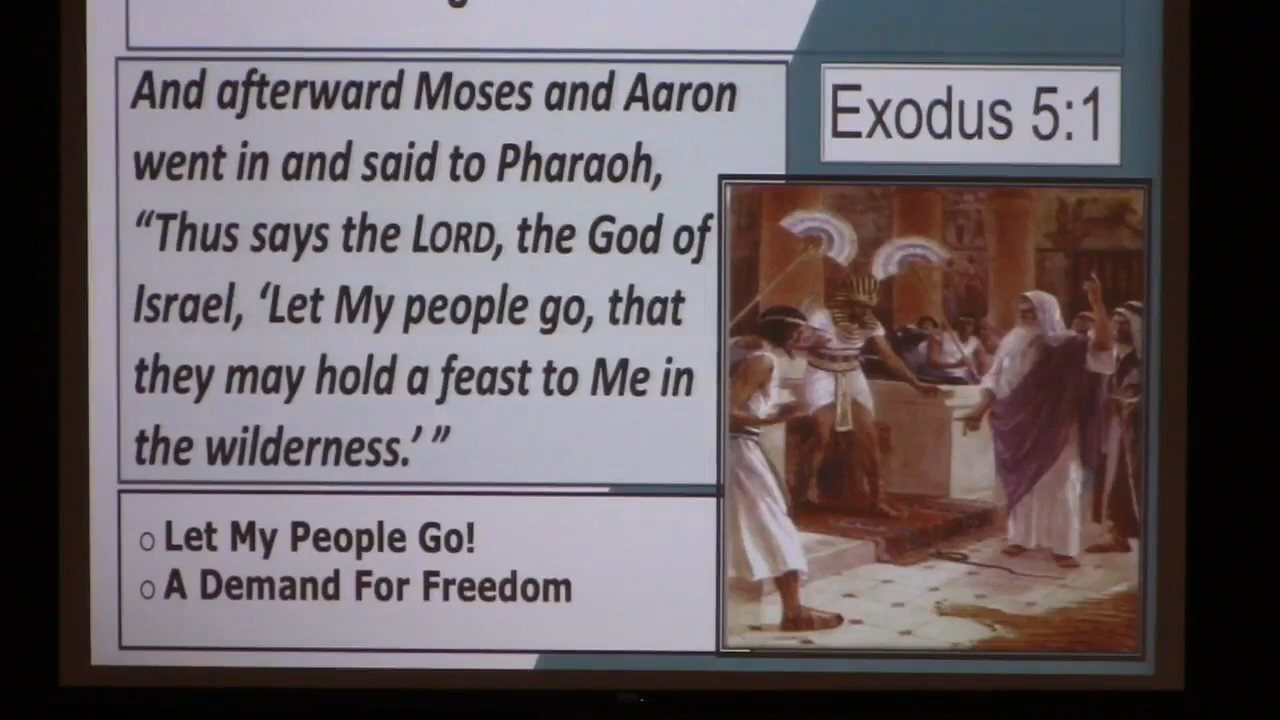 And afterward Moses and Aaron
went in and said to Pharaoh,
“Thus says the LORD, the God of
Israel, ‘Let My people go, that
they may hold a feast to Me in
the wilderness.’ ”
Exodus 5:1
○ Let My People Go!
○ A Demand For Freedom